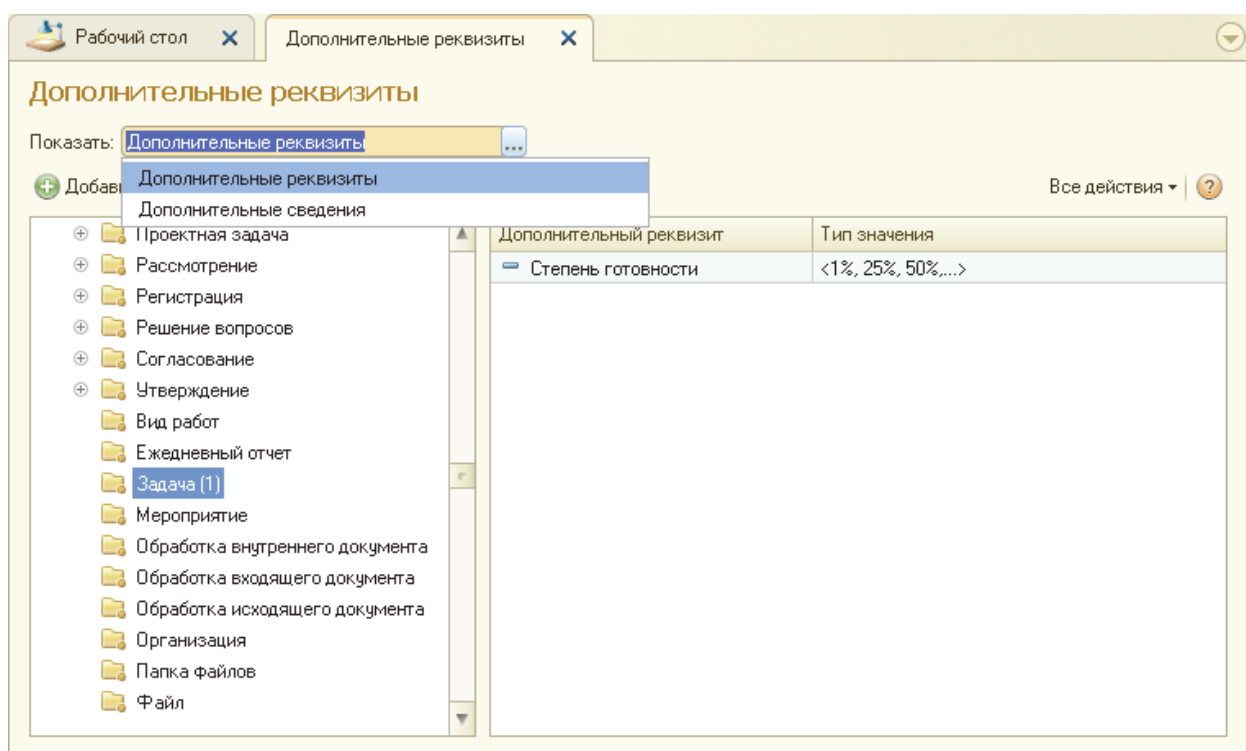 Рабочий стол
Дополнительные реквизиты
Дополнительные реквизиты
Показать: Дополнительные реквизиты ...
Дополнительные реквизиты
Дополнительные сведения
Добави
Все действия
?
Проектная задача
Рассмотрение
Регистрация
Решение вопросов
Согласование
Утверждение
Вид работ
Ежедневный отчет
Задача (1)
Мероприятие
Обработка внутреннего документа
Обработка входящего документа
Обработка исходящего документа
Организация
Папка файлов
Файл
Дополнительный реквизит Тип значения
Степень готовности <1%, 25%, 50%,...>